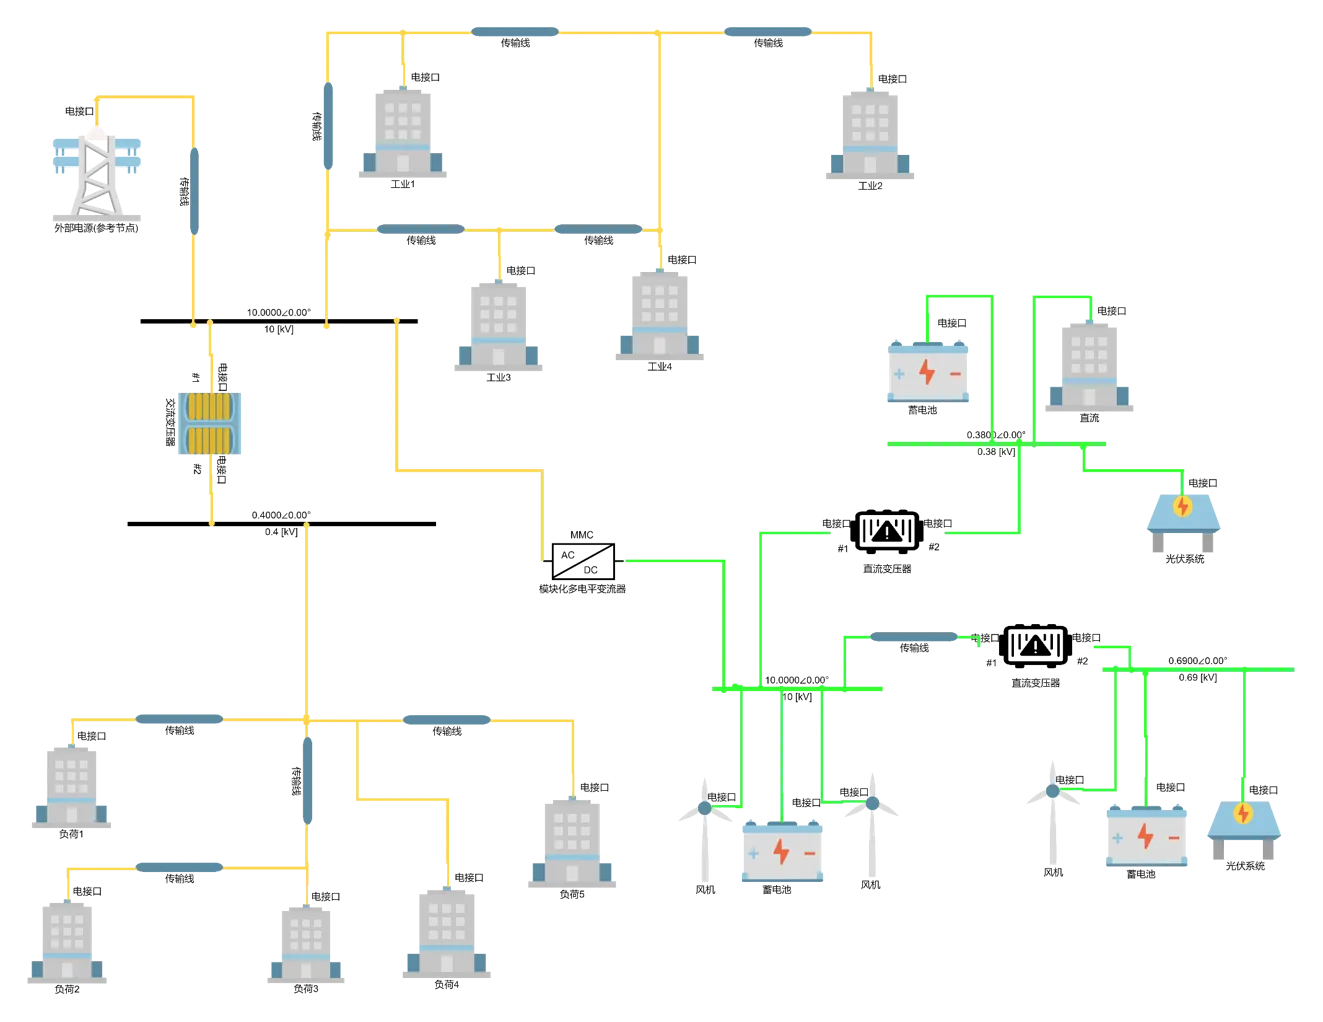 传输线
传输线
工业1
电接口
工业2
电接口
传输线
电接口
外部电源(参考节点)
传输线
传输线
传输线
工业3
电接口
工业4
电接口
10.0000∠0.00°
10 [kV]
#1
电接口
交流变压器
#2
电接口
0.4000∠0.00°
0.4 [kV]
MMC
AC
DC
模块化多电平变流器
电接口
蓄电池
电接口
直流
0.3800∠0.00°
0.38 [kV]
电接口
光伏系统
电接口
#1
电接口
#2
直流变压器
传输线
电接口
#1
电接口
#2
直流变压器
10.0000∠0.00°
10 [kV]
0.6900∠0.00°
0.69 [kV]
传输线
传输线
传输线
电接口
负荷1
传输线
电接口
负荷2
电接口
负荷3
电接口
负荷4
电接口
负荷5
电接口
风机
电接口
蓄电池
电接口
风机
电接口
风机
电接口
蓄电池
电接口
光伏系统